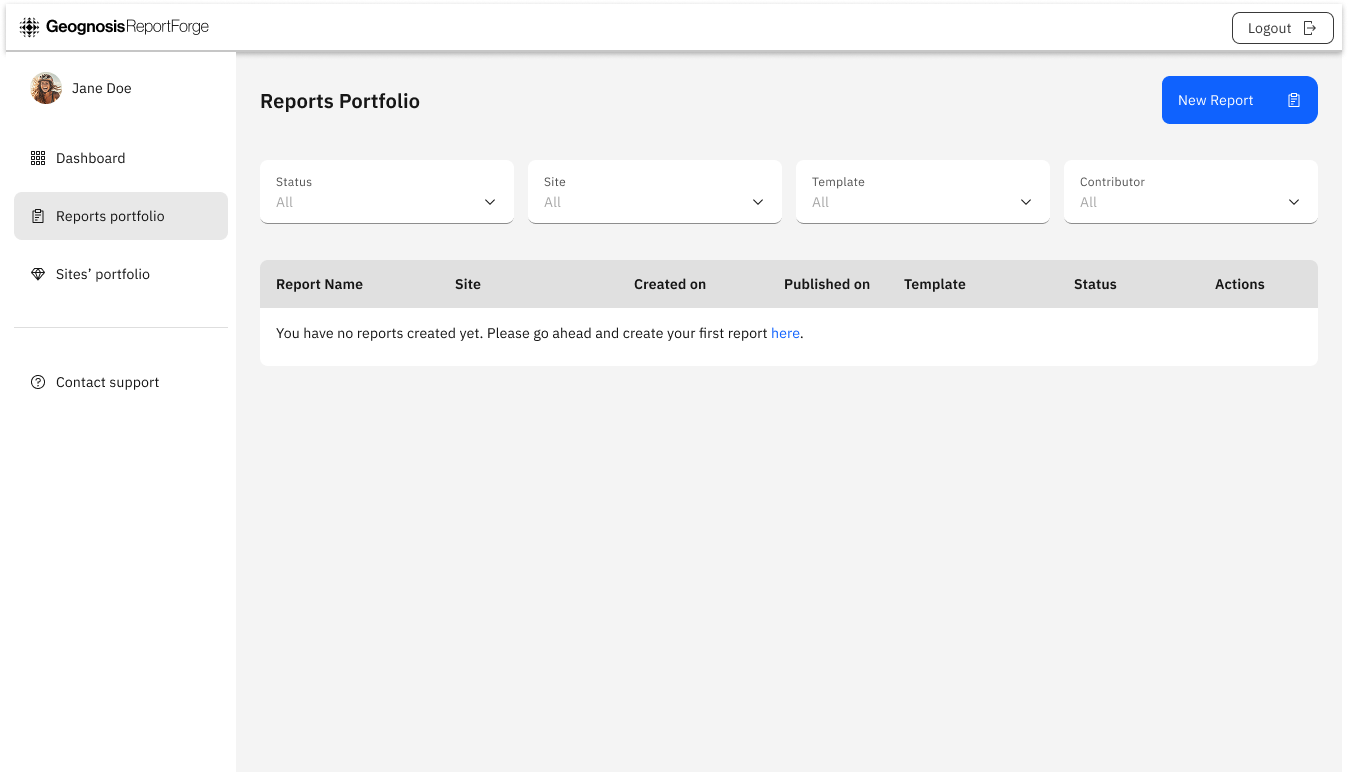 GeognosisReportForge
Logout
Jane Doe
Dashboard
Reports portfolio
Sites’ portfolio
Contact support
Reports Portfolio
New Report
Status
All
Site
All
Template
All
Contributor
All
Report Name Site Created on Published on Template Status Actions
You have no reports created yet. Please go ahead and create your first report here.